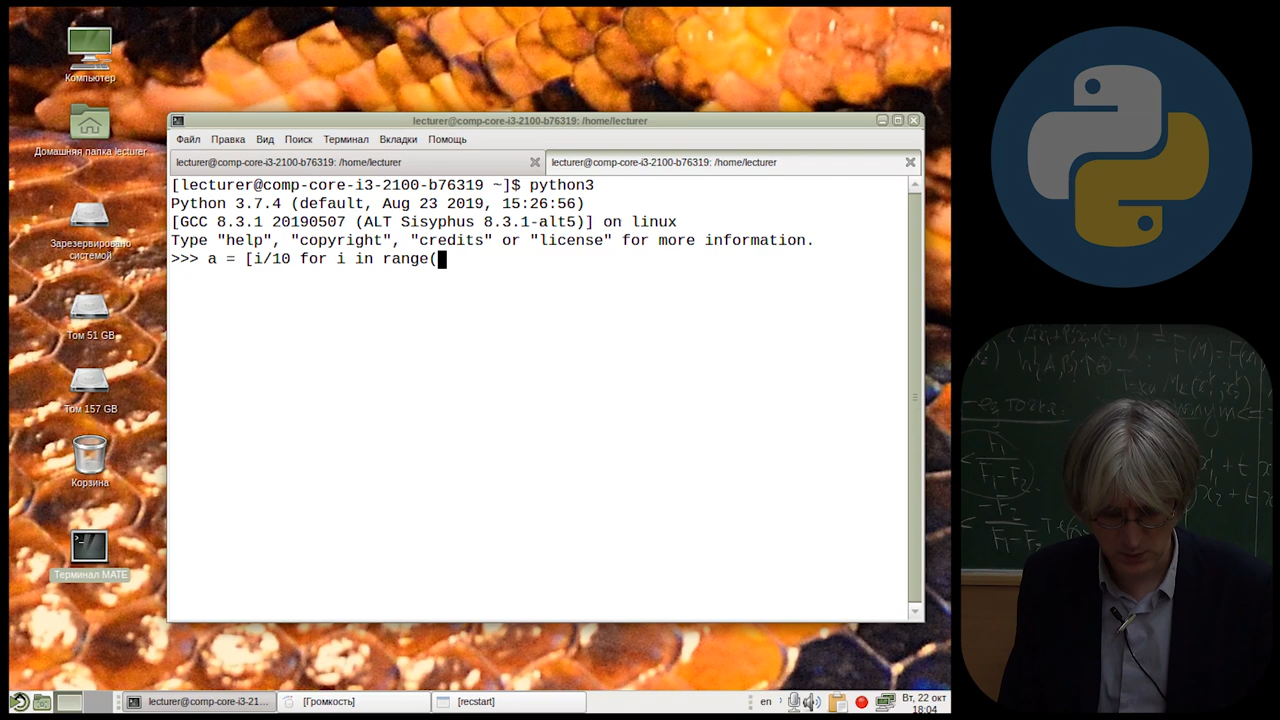 Компьютер
Домашняя папка lecturer
Зарезервировано
системой
Том 51 GB
Том 157 GB
Корзина
Терминал MATE
lecturer@comp-core-i3-2100-b76319: /home/lecturer
Файл Правка Вид Поиск Терминал Вкладки Помощь
lecturer@comp-core-i3-2100-b76319: /home/lecturer lecturer@comp-core-i3-2100-b76319: /home/lecturer
[lecturer@comp-core-i3-2100-b76319 ~]$ python3
Python 3.7.4 (default, Aug 23 2019, 15:26:56)
[GCC 8.3.1 20190507 (ALT Sisyphus 8.3.1-alt5)] on linux
Type "help", "copyright", "credits" or "license" for more information.
>>> a = [i/10 for i in range(
lecturer@comp-core-i3-21... [Громкость] [recstart] en Вт, 22 окт
18:04